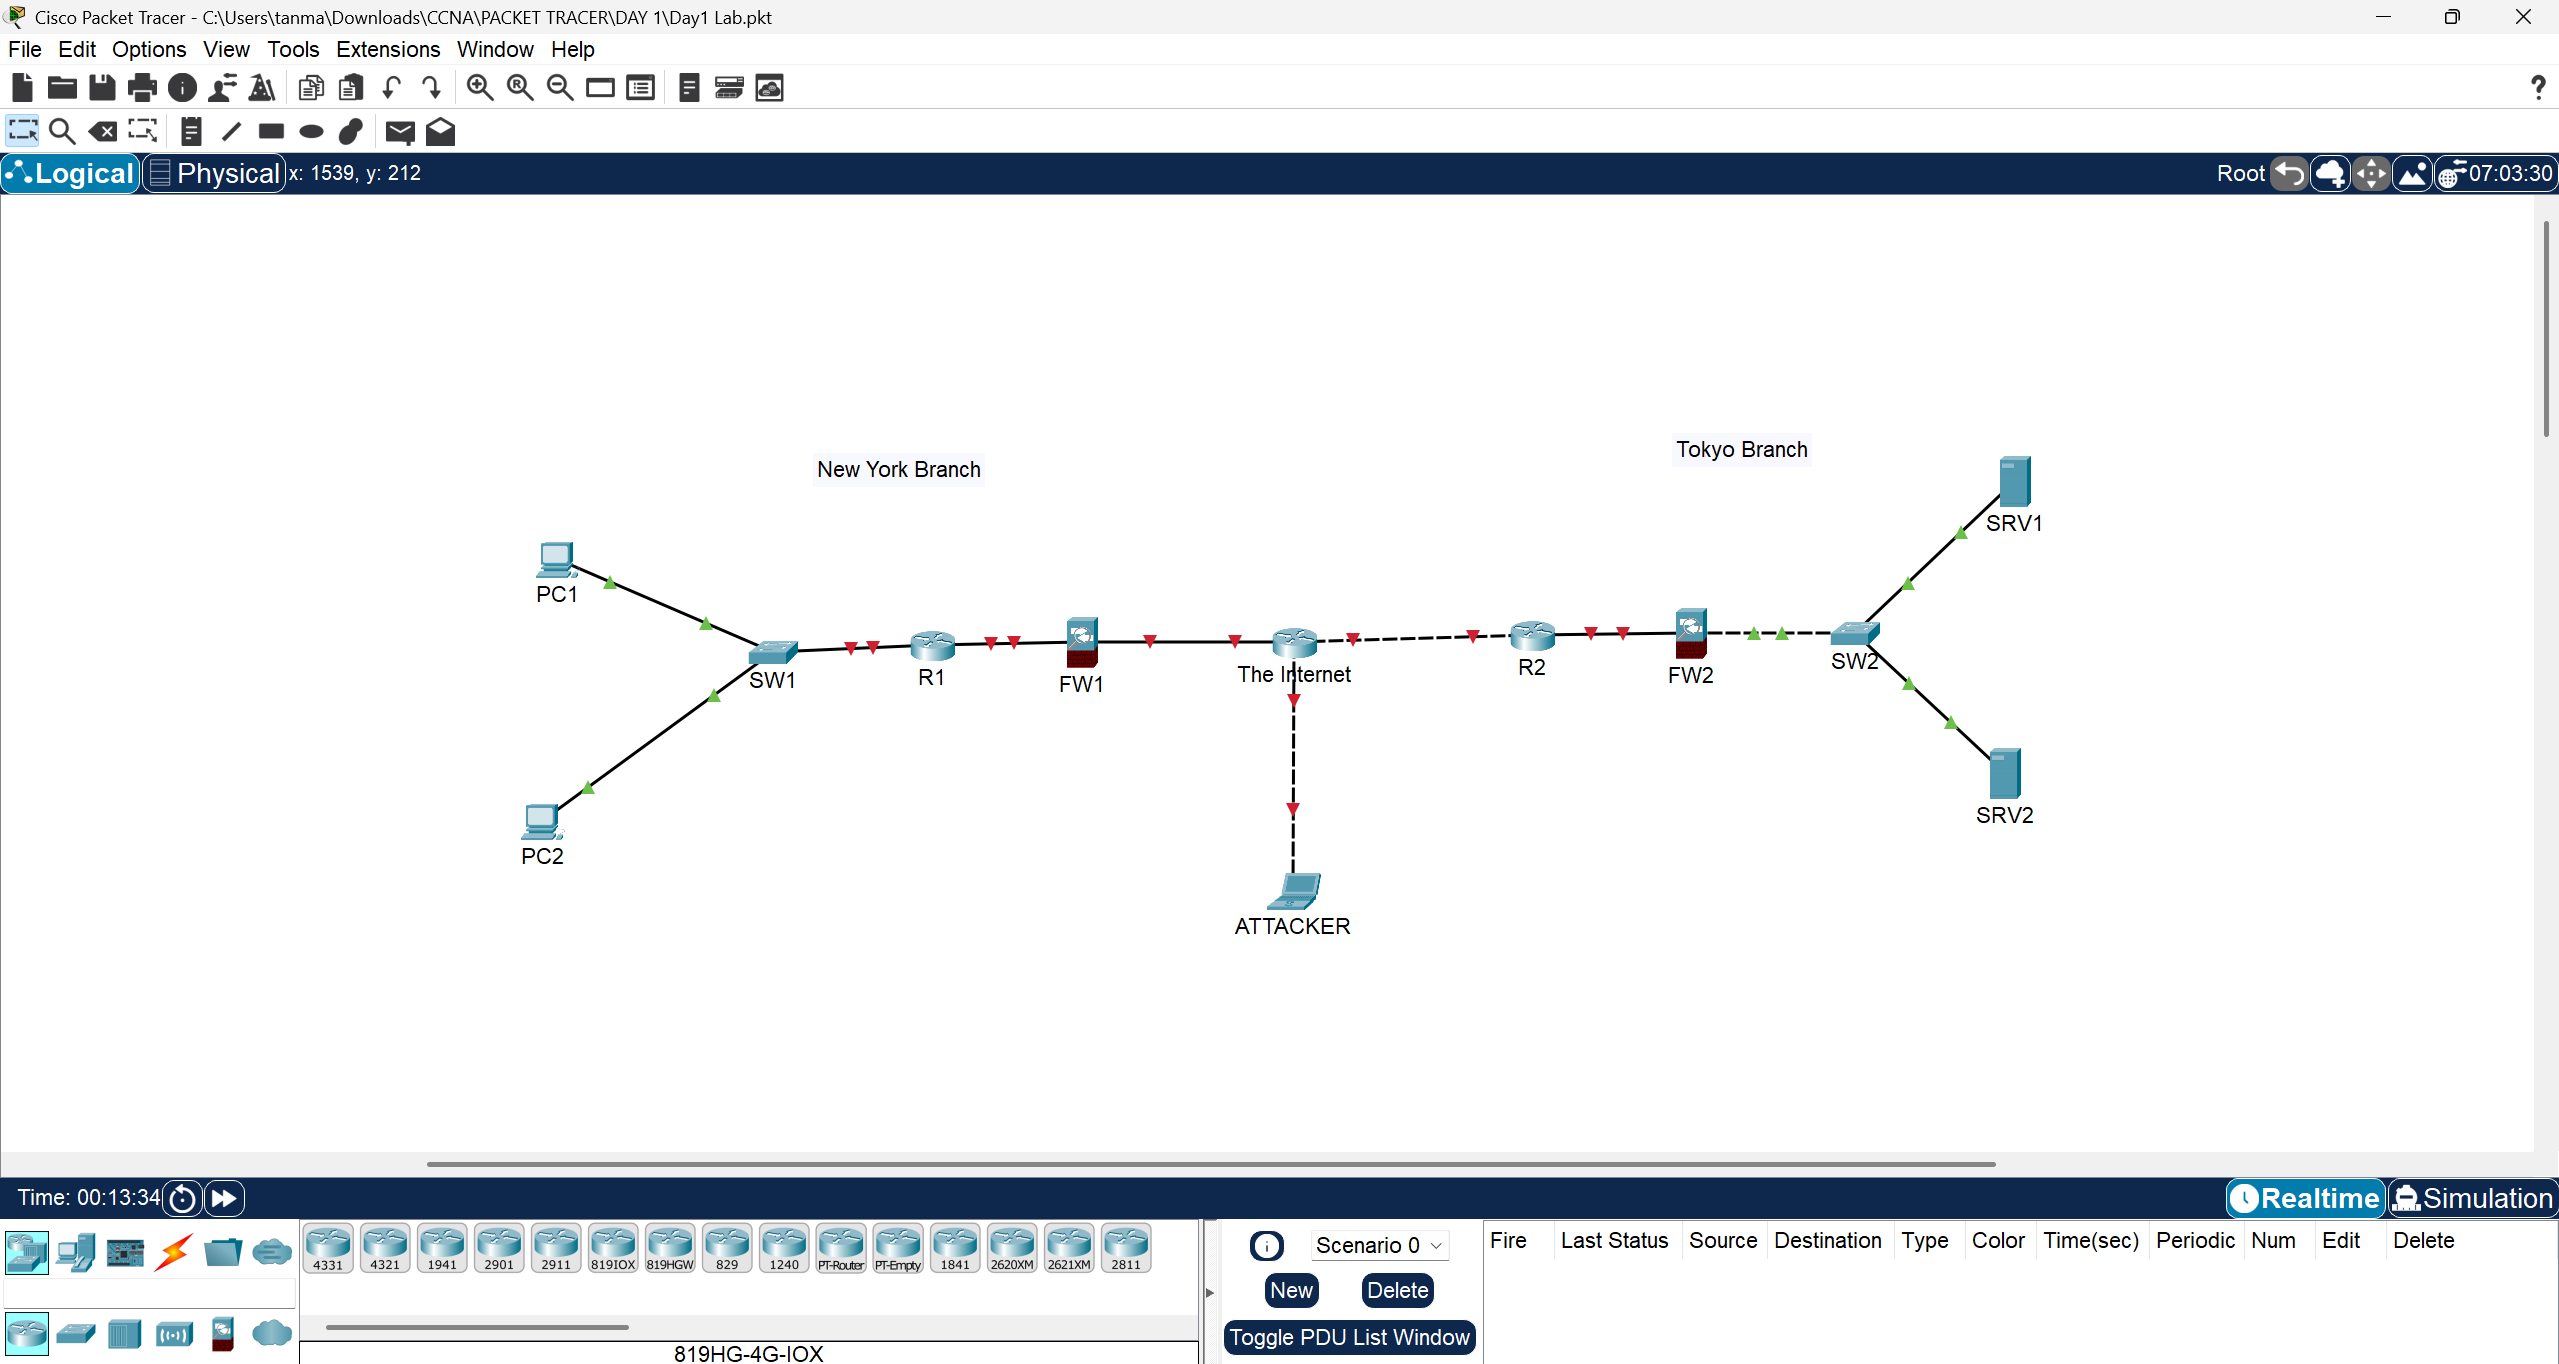 Cisco Packet Tracer - C:\Users\tanma\Downloads\CCNA\PACKET TRACER\DAY 1\Day1 Lab.pkt
File Edit Options View Tools Extensions Window Help
?
Logical Physical x: 1539, y: 212 Root 07:03:30
Tokyo Branch
New York Branch
SRV1
PC1
SW1
R1
FW1
The Internet
R2
FW2
SW2
SRV2
PC2
ATTACKER
Time: 00:13:34 Realtime Simulation
4331 4321 1941 2901 2911 819IOX 819HGW 829 1240 PT-Router PT-Empty 1841 2620XM 2621XM 2811
Scenario 0
New Delete
Toggle PDU List Window
Fire Last Status Source Destination Type Color Time(sec) Periodic Num Edit Delete
819HG-4G-IOX